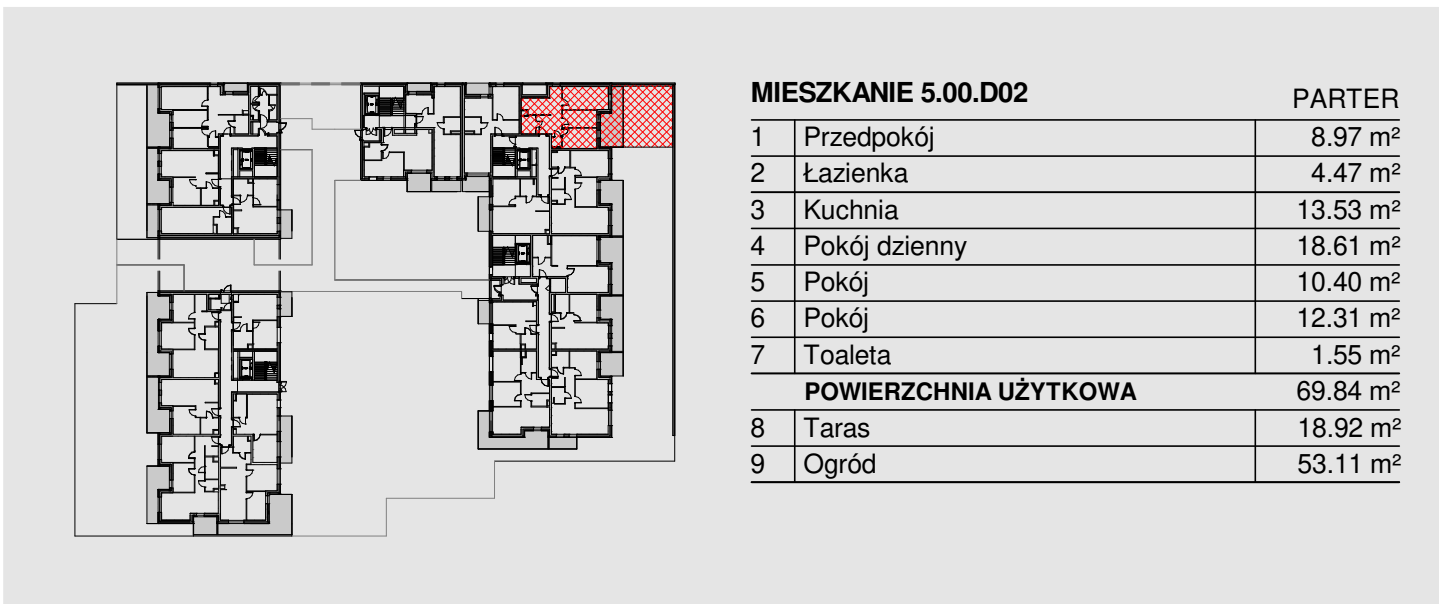 MIESZKANIE 5.00.D02 PARTER
1 Przedpokój 8.97 m²
2 Łazienka 4.47 m²
3 Kuchnia 13.53 m²
4 Pokój dzienny 18.61 m²
5 Pokój 10.40 m²
6 Pokój 12.31 m²
7 Toaleta 1.55 m²
POWIERZCHNIA UŻYTKOWA 69.84 m²
8 Taras 18.92 m²
9 Ogród 53.11 m²